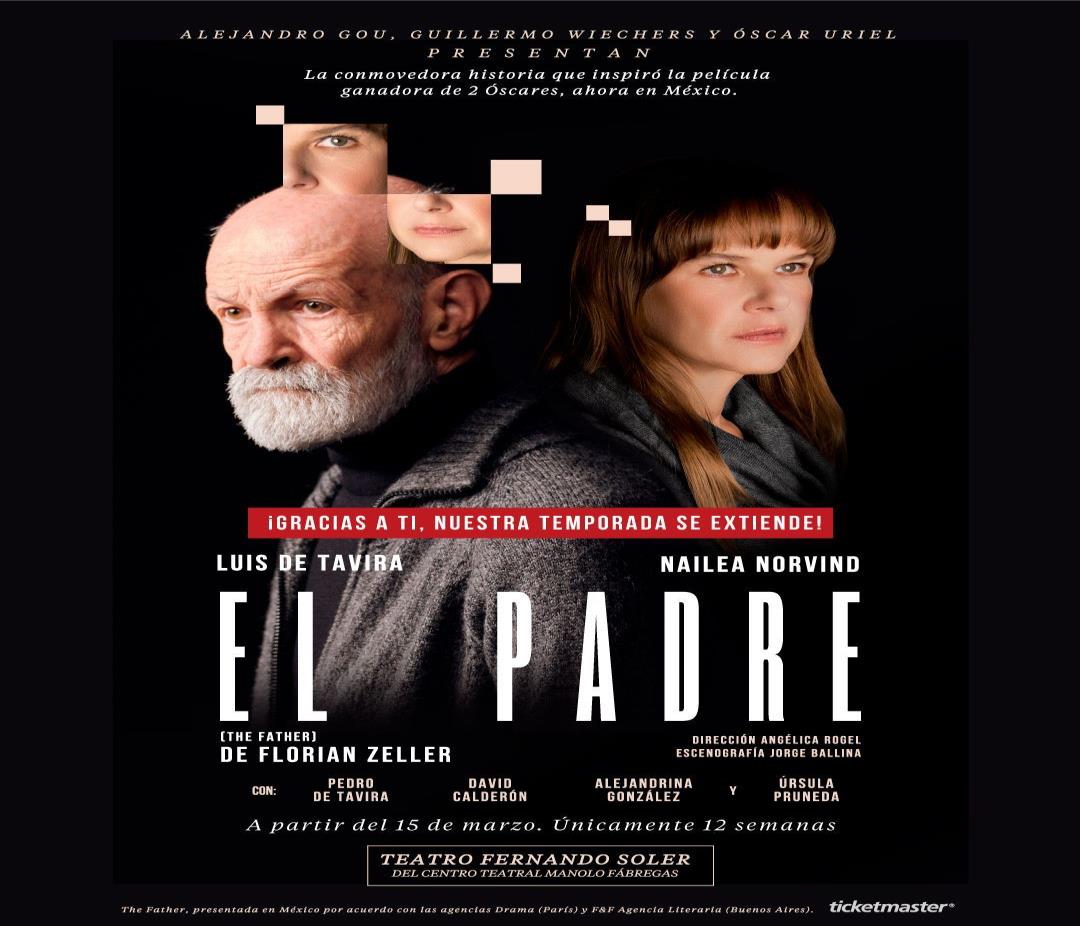 ALEJANDRO GOU, GUILLERMO WIECHERS Y ÓSCAR URIEL
PRESENTAN
La conmovedora historia que inspiró la película
ganadora de 2 Óscares, ahora en México.
¡GRACIAS A TI, NUESTRA TEMPORADA SE EXTIENDE!
LUIS DE TAVIRA
NAILEA NORVIND
EL PADRE
(THE FATHER)
DE FLORIAN ZELLER
DIRECCIÓN ANGÉLICA ROGEL
ESCENOGRAFÍA JORGE BALLINA
CON:
PEDRO
DE TAVIRA
DAVID
CALDERÓN
ALEJANDRINA
GONZÁLEZ
Y
ÚRSULA
PRUNEDA
A partir del 15 de marzo. Únicamente 12 semanas
TEATRO FERNANDO SOLER
DEL CENTRO TEATRAL MANOLO FÁBREGAS
The Father, presentada en México por acuerdo con las agencias Drama (París) y F&F Agencia Literaria (Buenos Aires).
ticketmaster®